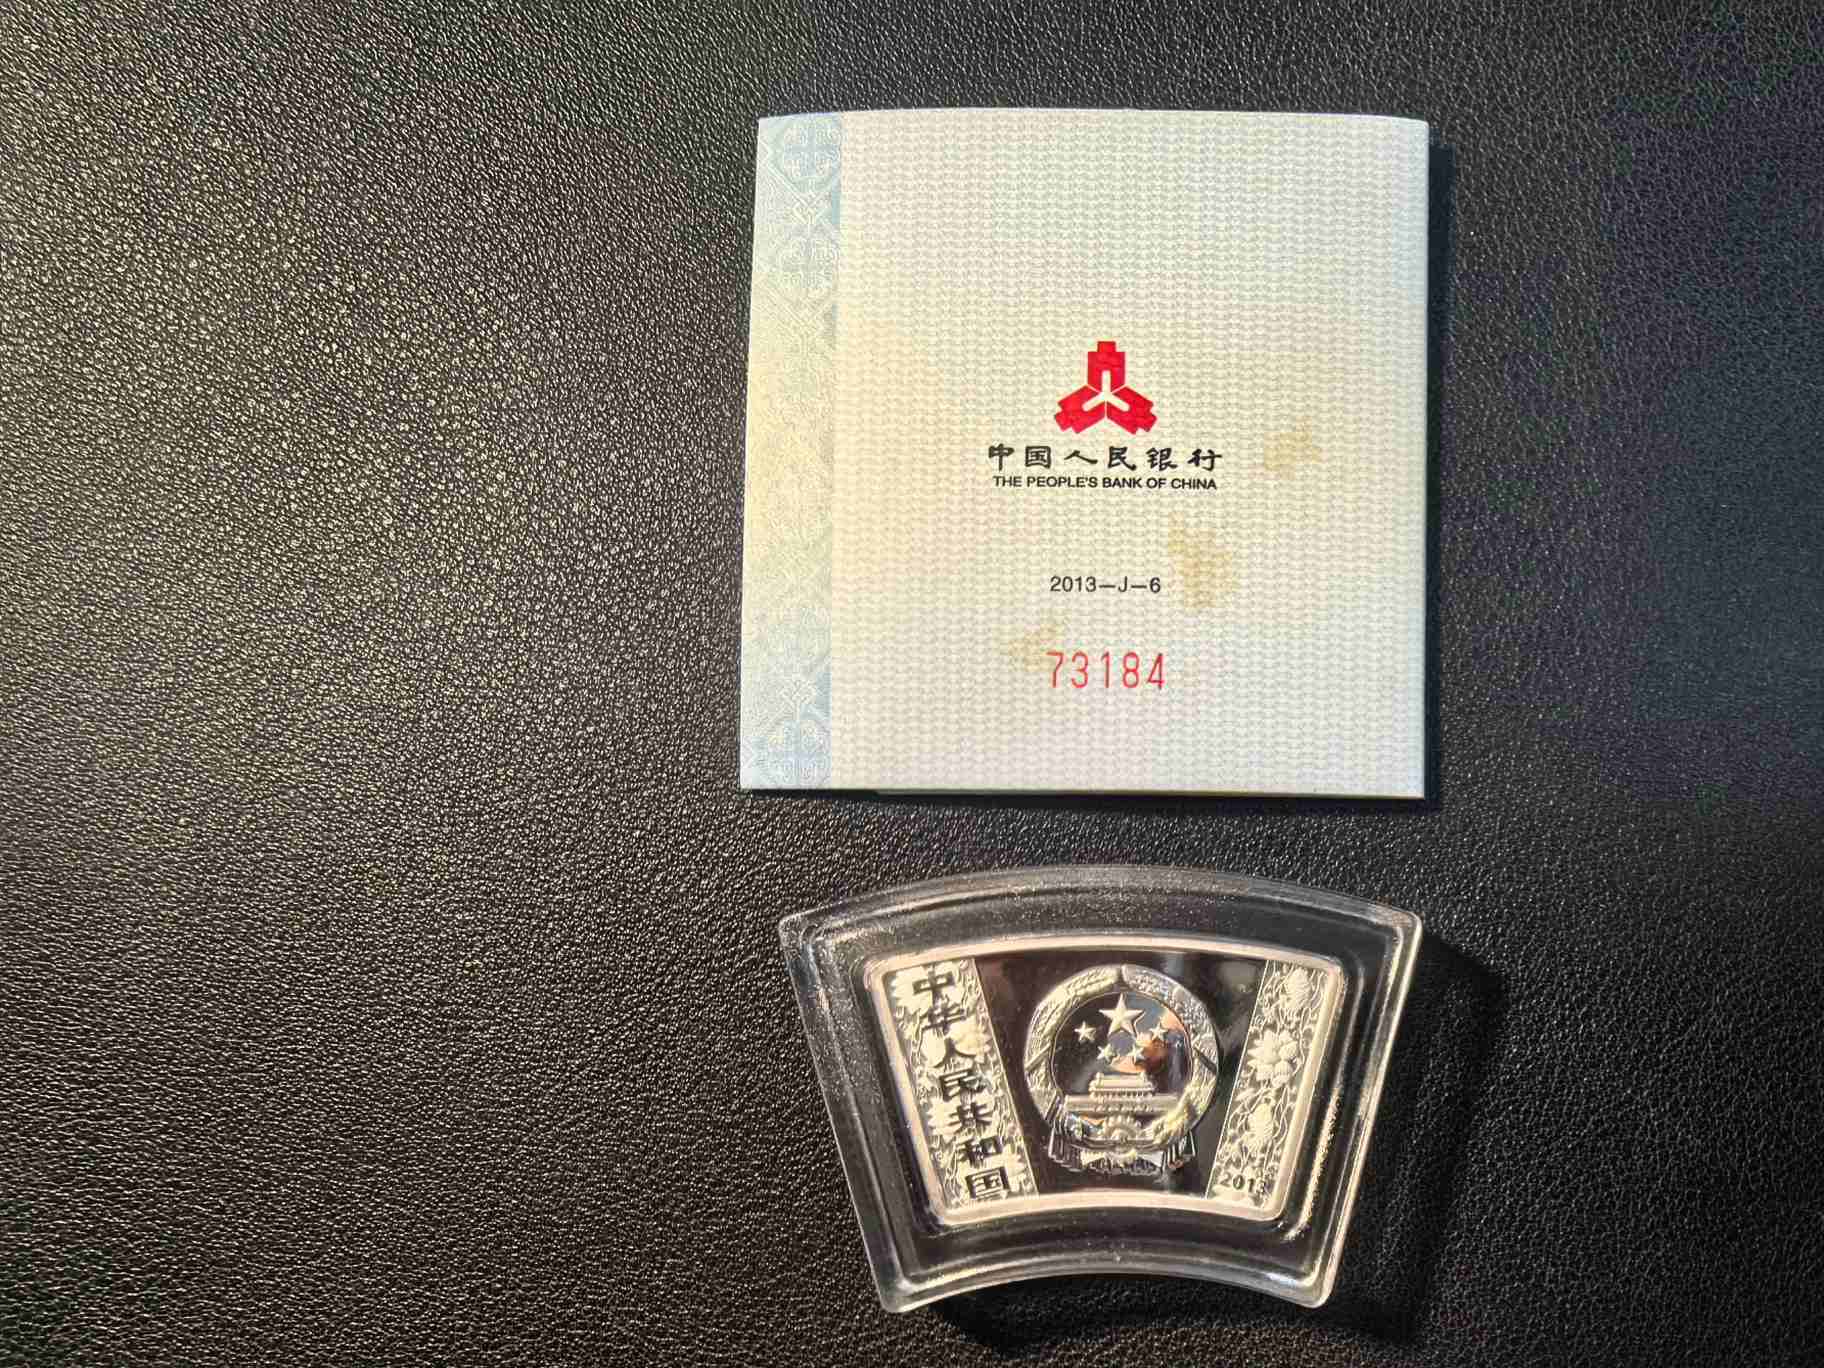 中国人民银行
THE PEOPLE'S BANK OF CHINA
2013—J—6
73184
中华人民共和国
2013